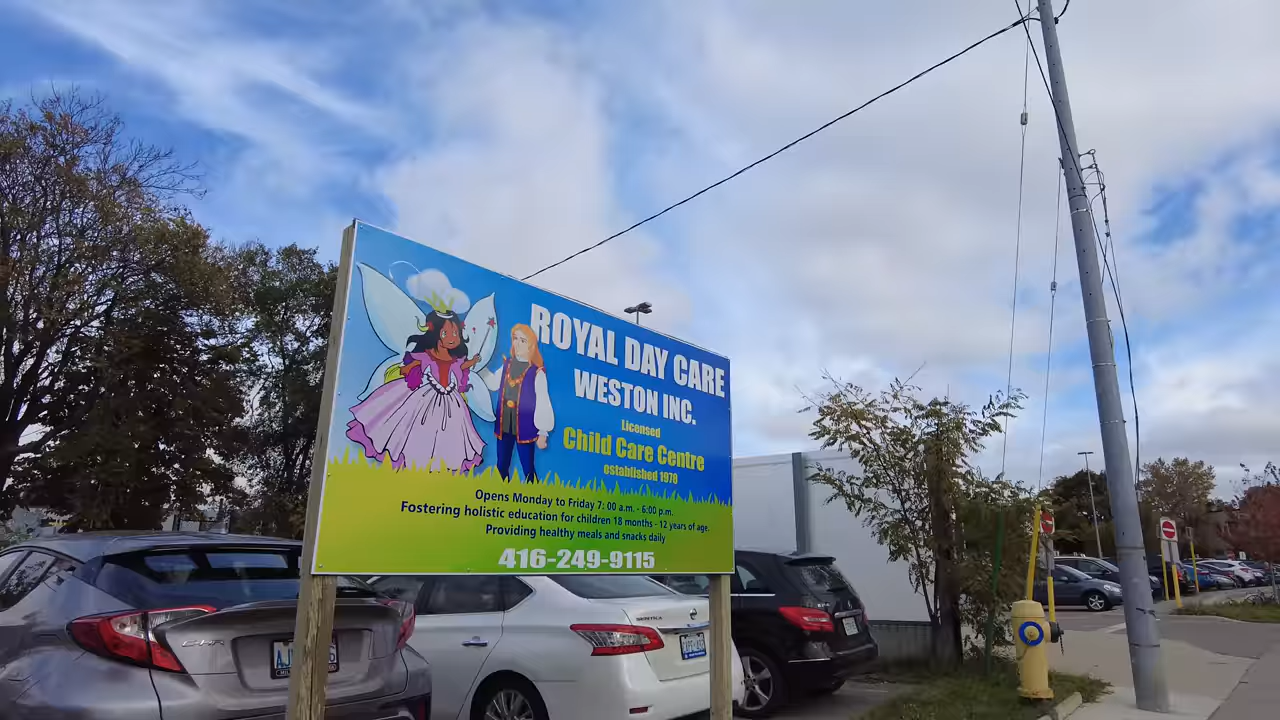 ROYAL DAY CARE
WESTON INC.
Licensed
Child Care Centre
established 1978
Opens Monday to Friday 7: 00 a.m. - 6:00 p.m.
Fostering holistic education for children 18 months - 12 years of age.
Providing healthy meals and snacks daily
416-249-9115
C-HR